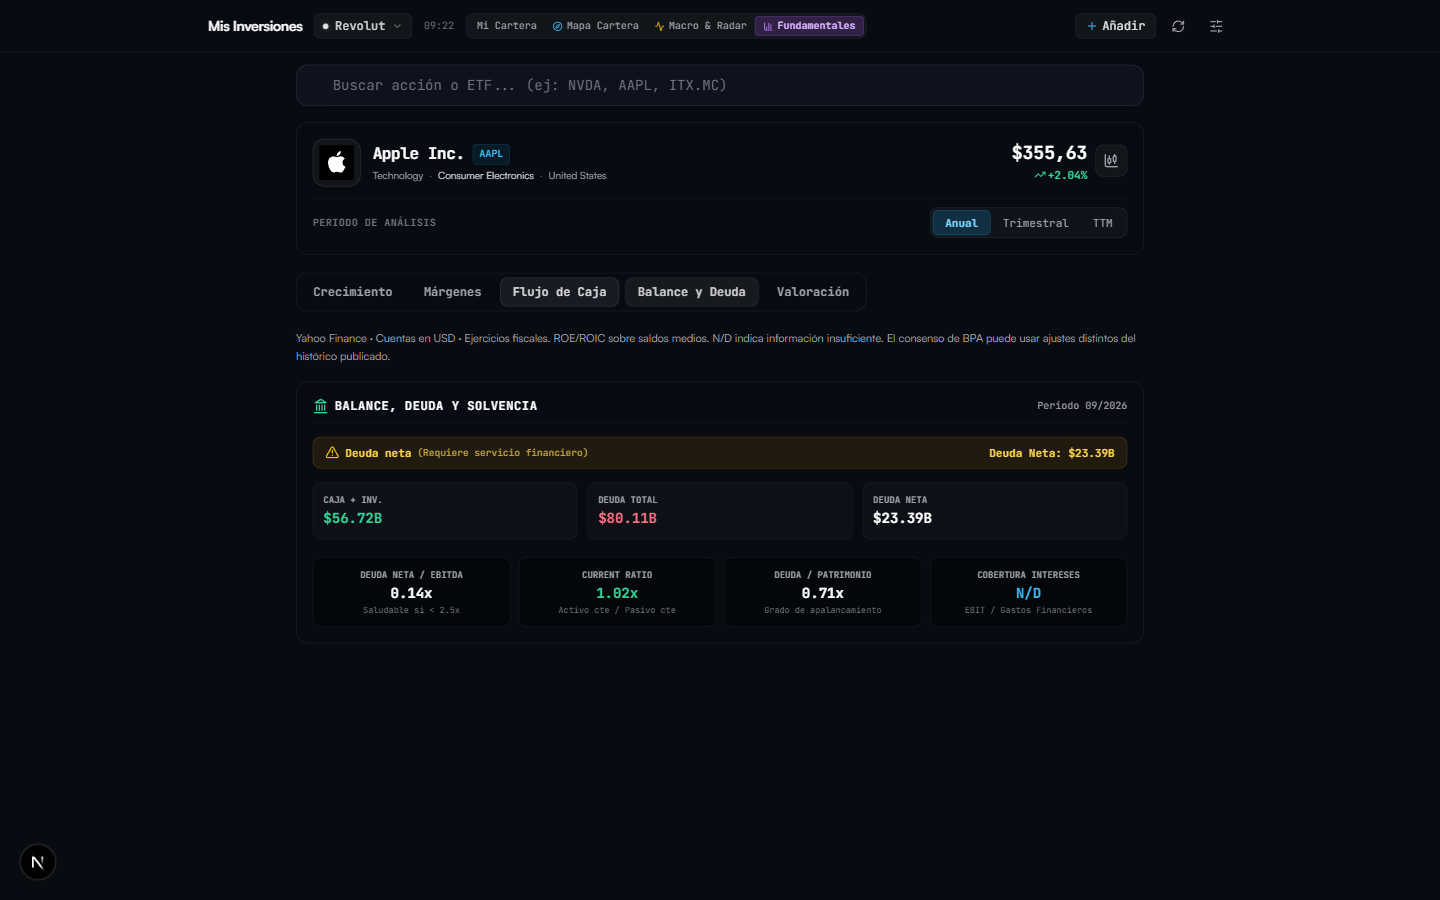 Mis Inversiones
Revolut
09:22
Mi Cartera
Mapa Cartera
Macro & Radar
Fundamentales
Añadir
Buscar acción o ETF... (ej: NVDA, AAPL, ITX.MC)
Apple Inc. AAPL
Technology · Consumer Electronics · United States
$355,63
+2.04%
PERIODO DE ANÁLISIS
Anual Trimestral TTM
Crecimiento Márgenes Flujo de Caja Balance y Deuda Valoración
Yahoo Finance · Cuentas en USD · Ejercicios fiscales. ROE/ROIC sobre saldos medios. N/D indica información insuficiente. El consenso de BPA puede usar ajustes distintos del
histórico publicado.
BALANCE, DEUDA Y SOLVENCIA
Periodo 09/2026
Deuda neta (Requiere servicio financiero)
Deuda Neta: $23.39B
CAJA + INV.
$56.72B
DEUDA TOTAL
$80.11B
DEUDA NETA
$23.39B
DEUDA NETA / EBITDA
0.14x
Saludable si < 2.5x
CURRENT RATIO
1.02x
Activo cte / Pasivo cte
DEUDA / PATRIMONIO
0.71x
Grado de apalancamiento
COBERTURA INTERESES
N/D
EBIT / Gastos Financieros
N